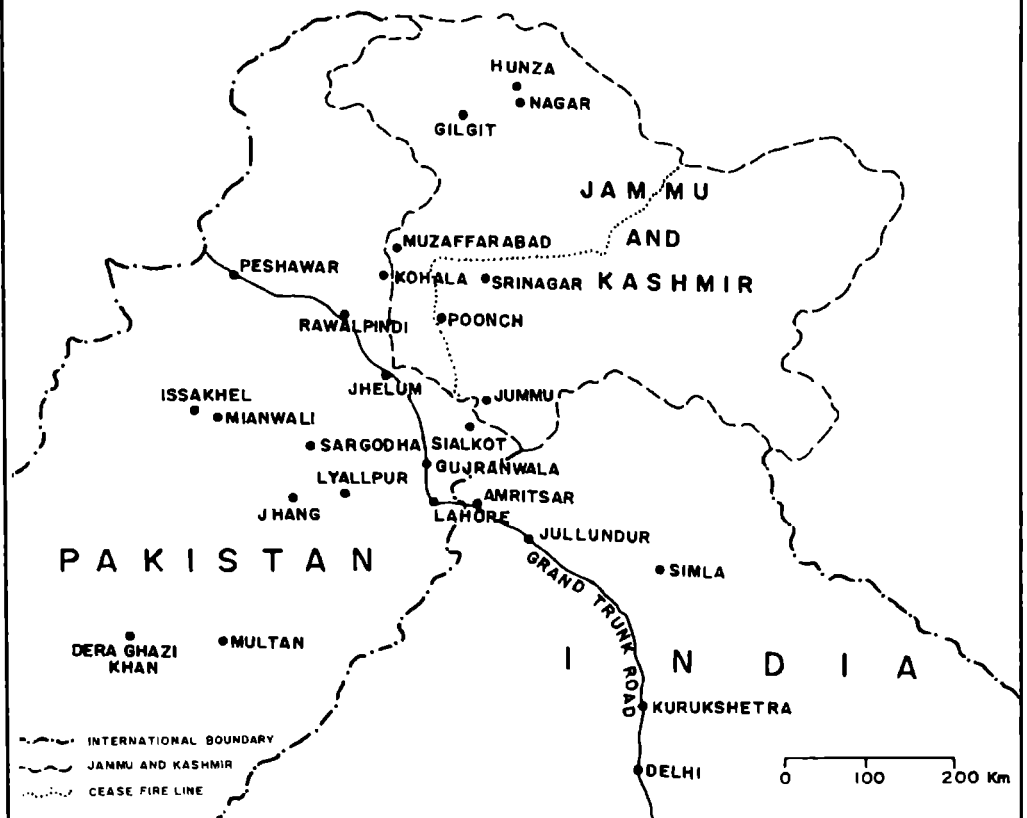 HUNZA
NAGAR
GILGIT
JAMMU
AND
KASHMIR
MUZAFFARABAD
KOHALA
SRINAGAR
PESHAWAR
RAWALPINDI
POONCH
JHELUM
JUMMU
ISSAKHEL
MIANWALI
SARGODHA
SIALKOT
GUJRANWALA
LYALLPUR
JHANG
AMRITSAR
LAHORE
JULLUNDUR
PAKISTAN
GRAND TRUNK ROAD
SIMLA
DERA GHAZI
KHAN
MULTAN
INDIA
KURUKSHETRA
DELHI
INTERNATIONAL BOUNDARY
JAMMU AND KASHMIR
CEASE FIRE LINE
0 100 200 Km